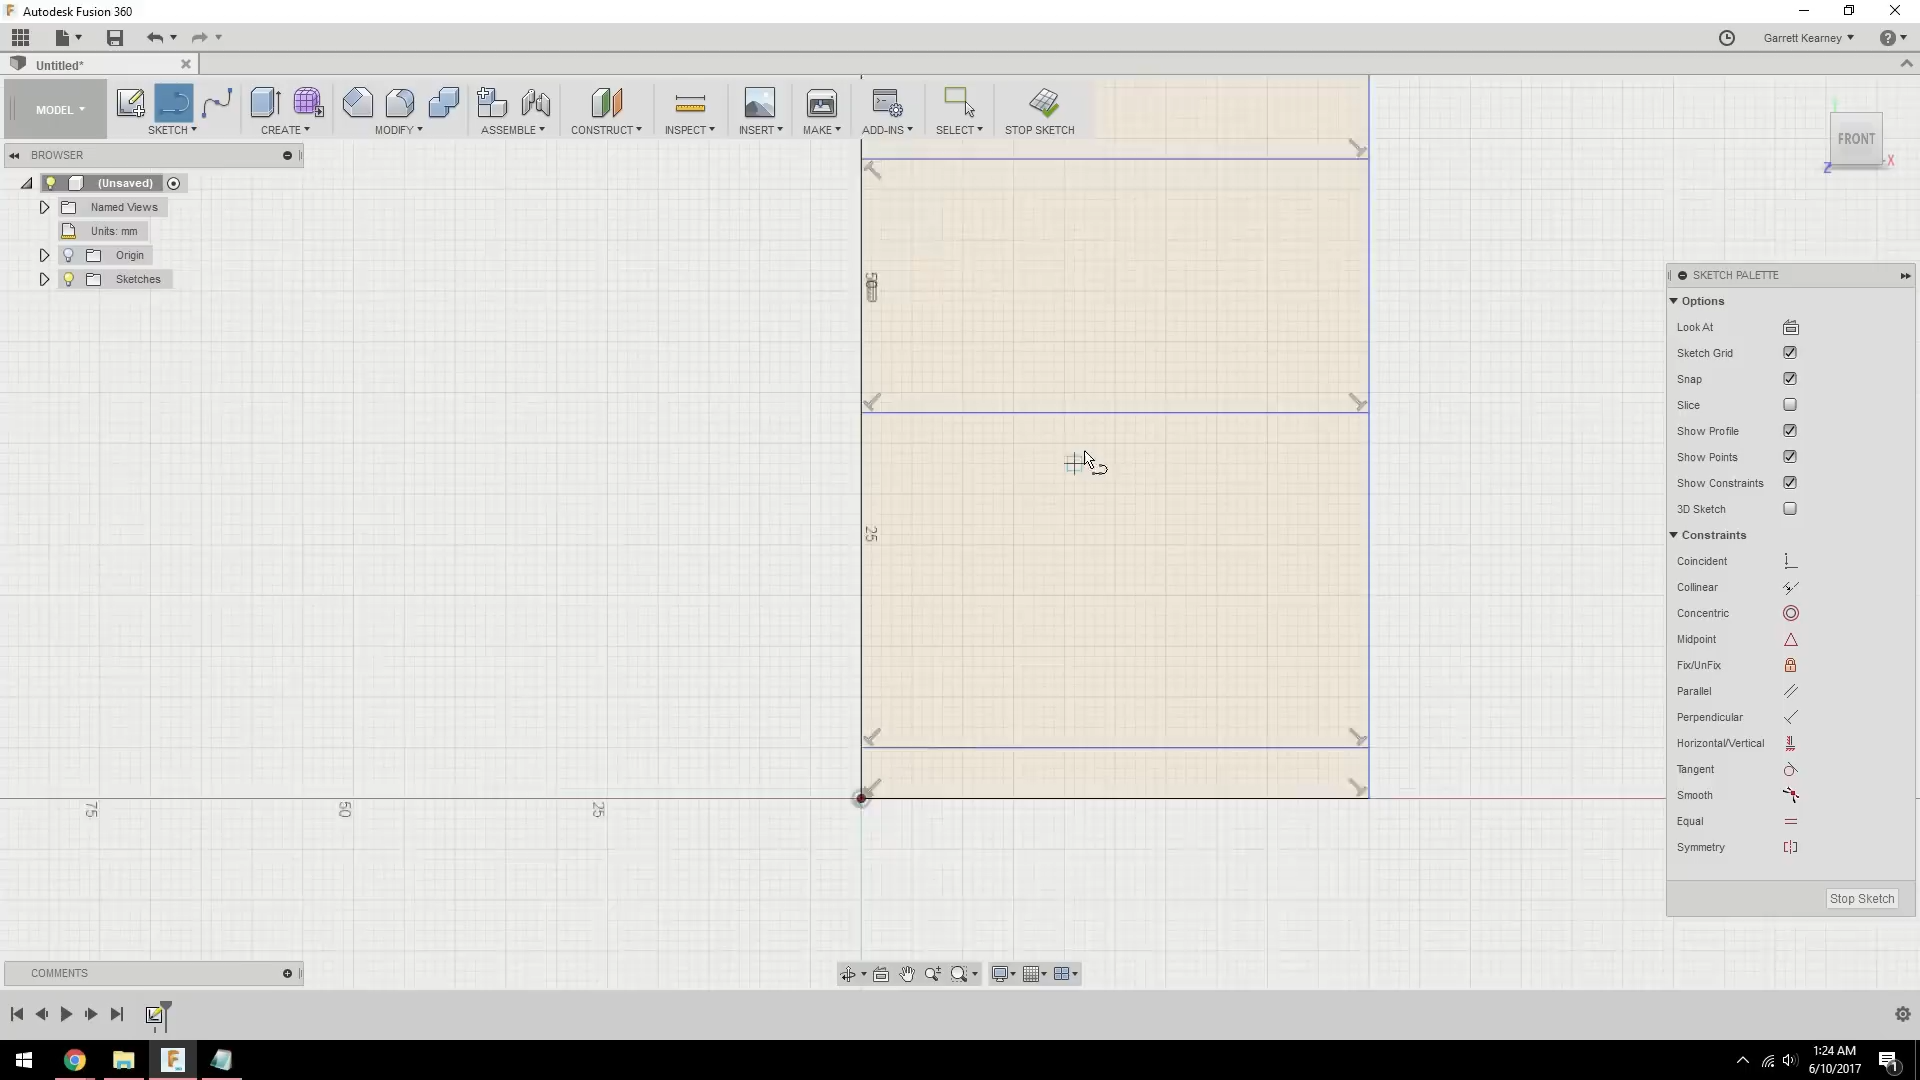 Autodesk Fusion 360
Garrett Kearney
Untitled*
MODEL
SKETCH
CREATE
MODIFY
ASSEMBLE
CONSTRUCT
INSPECT
INSERT
MAKE
ADD-INS
SELECT
STOP SKETCH
FRONT
X
Z
BROWSER
(Unsaved)
Named Views
Units: mm
Origin
Sketches
50
25
75
50
25
SKETCH PALETTE
Options
Look At
Sketch Grid
Snap
Slice
Show Profile
Show Points
Show Constraints
3D Sketch
Constraints
Coincident
Collinear
Concentric
Midpoint
Fix/UnFix
Parallel
Perpendicular
Horizontal/Vertical
Tangent
Smooth
Equal
Symmetry
Stop Sketch
COMMENTS
1:24 AM
6/10/2017
1